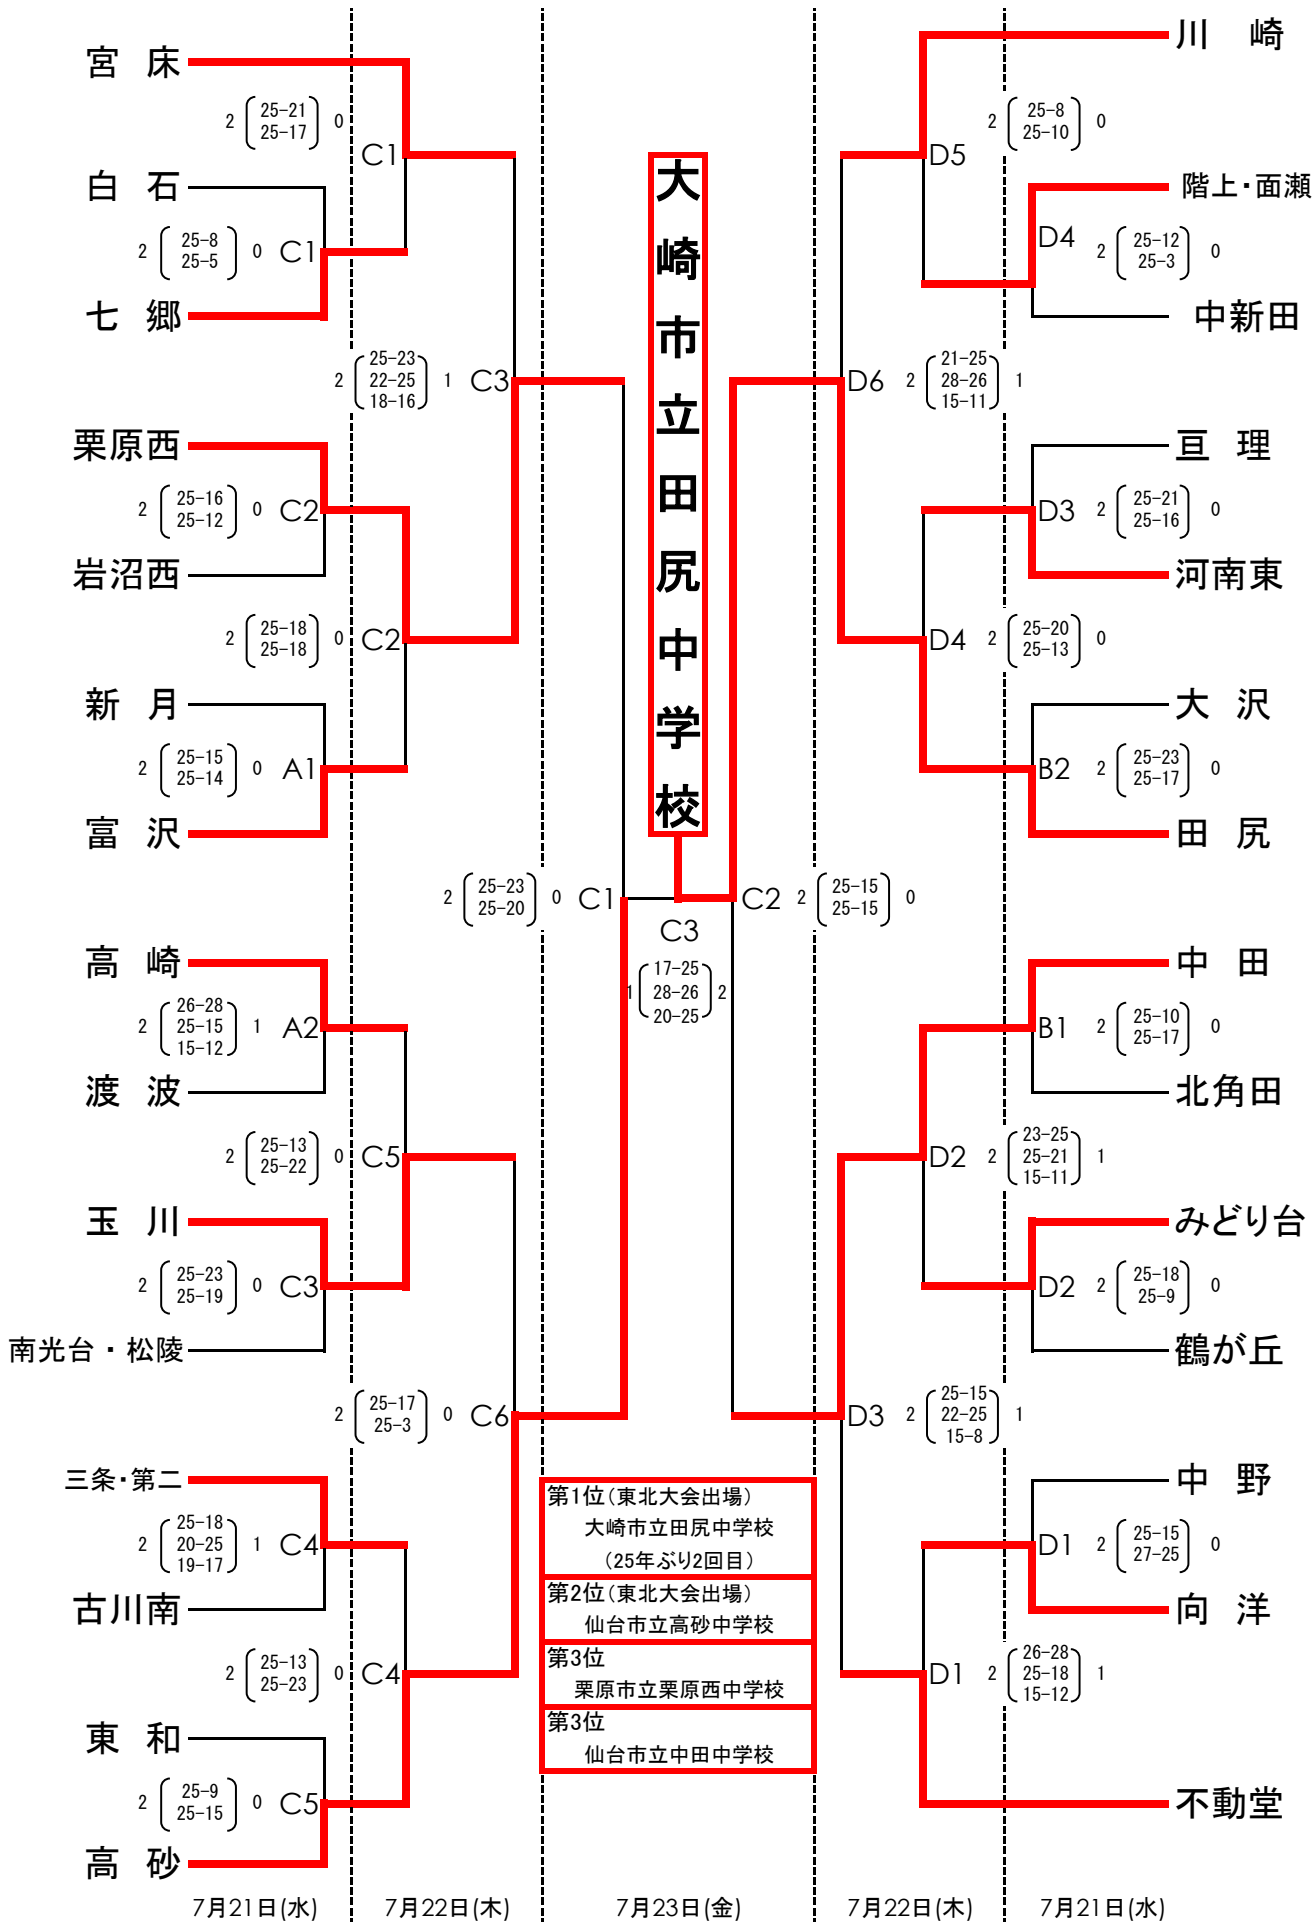 宮 床
2 25-21 0
25-17
C1
白 石
2 25-8 0
25-5
C1
七 郷
2 25-23 1
22-25
18-16
C3
栗原西
2 25-16 0
25-12
C2
岩沼西
2 25-18 0
25-18
C2
新 月
2 25-15 0
25-14
A1
富 沢
2 25-23 0
25-20
C1
高 崎
2 26-28 1
25-15
15-12
A2
渡 波
2 25-13 0
25-22
C5
玉 川
2 25-23 0
25-19
C3
南光台・松陵
2 25-17 0
25-3
C6
三条・第二
2 25-18 1
20-25
19-17
C4
古川南
2 25-13 0
25-23
C4
東 和
2 25-9 0
25-15
C5
高 砂
大崎市立田尻中学校
C3
1 17-25 2
28-26
20-25
第1位(東北大会出場)
大崎市立田尻中学校
(25年ぶり2回目)
第2位(東北大会出場)
仙台市立高砂中学校
第3位
栗原市立栗原西中学校
第3位
仙台市立中田中学校
川 崎
D5
2 25-8 0
25-10
階上・面瀬
D4
2 25-12 0
25-3
中新田
D6
2 21-25 1
28-26
15-11
亘 理
D3
2 25-21 0
25-16
河南東
D4
2 25-20 0
25-13
大 沢
B2
2 25-23 0
25-17
田 尻
C2
2 25-15 0
25-15
中 田
B1
2 25-10 0
25-17
北角田
D2
2 23-25 1
25-21
15-11
みどり台
D2
2 25-18 0
25-9
鶴が丘
D3
2 25-15 1
22-25
15-8
中 野
D1
2 25-15 0
27-25
向 洋
D1
2 26-28 1
25-18
15-12
不動堂
7月21日(水)
7月22日(木)
7月23日(金)
7月22日(木)
7月21日(水)